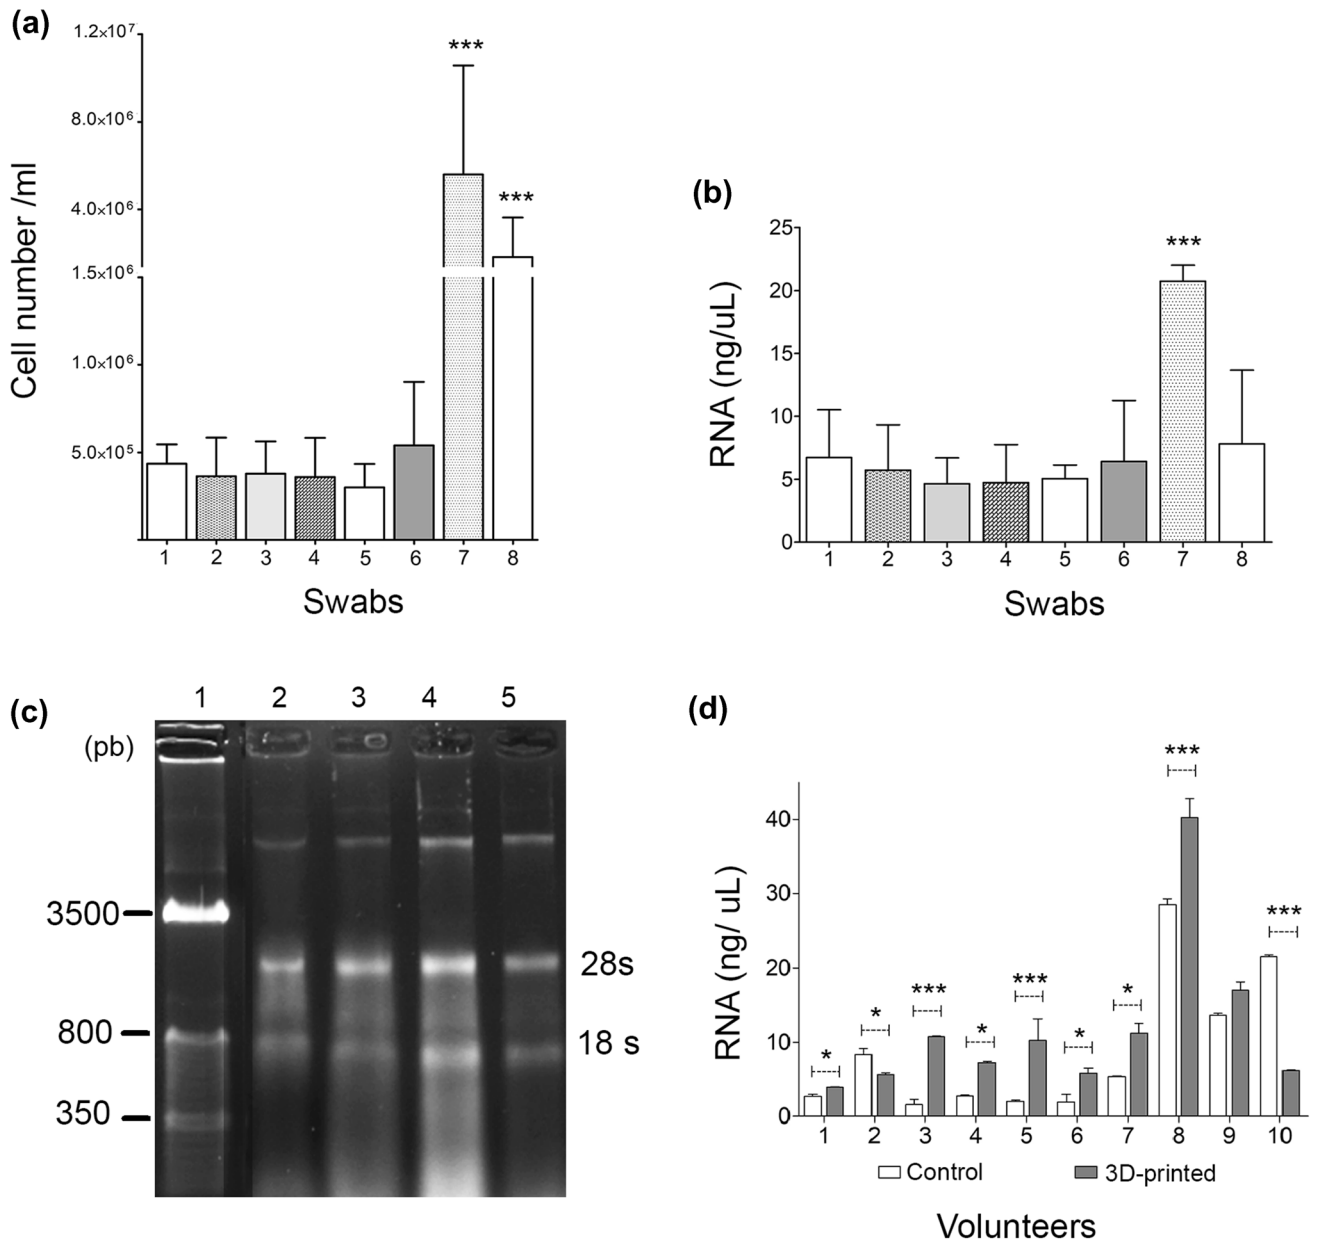 (a)
1.2×10⁷
8.0×10⁶
4.0×10⁶
1.5×10⁶
1.0×10⁶
5.0×10⁵
Cell number /ml
***
***
1 2 3 4 5 6 7 8
Swabs
(b)
25
20
15
10
5
0
RNA (ng/uL)
***
1 2 3 4 5 6 7 8
Swabs
(c)
1 2 3 4 5
(pb)
3500
800
350
28s
18 s
(d)
40
30
20
10
0
RNA (ng/ uL)
* * *** * *** * * *** ***
1 2 3 4 5 6 7 8 9 10
Control 3D-printed
Volunteers